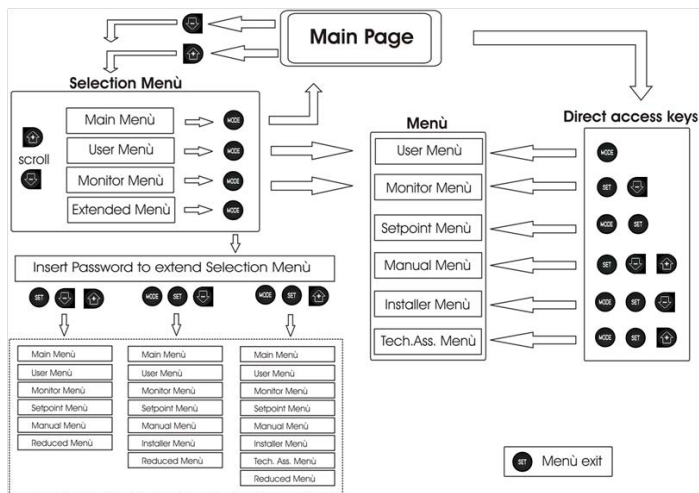 Main Page
Selection Menù
Main Menù
MODE
User Menù
MODE
scroll
Monitor Menù
MODE
Extended Menù
MODE
Insert Password to extend Selection Menù
SET
MODE SET
MODE SET
Main Menù
User Menù
Monitor Menù
Setpoint Menù
Manual Menù
Reduced Menù
Main Menù
User Menù
Monitor Menù
Setpoint Menù
Manual Menù
Installer Menù
Reduced Menù
Main Menù
User Menù
Monitor Menù
Setpoint Menù
Manual Menù
Installer Menù
Tech. Ass. Menù
Reduced Menù
Menù
User Menù
Monitor Menù
Setpoint Menù
Manual Menù
Installer Menù
Tech.Ass. Menù
Direct access keys
MODE
SET
MODE SET
SET
MODE SET
MODE SET
SET Menù exit